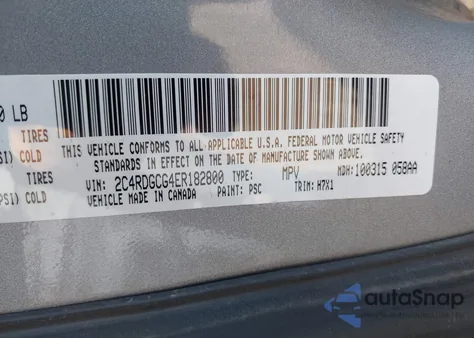 0 LB
TIRES
SI) COLD
TIRES
PSI) COLD
THIS VEHICLE CONFORMS TO ALL APPLICABLE U.S.A. FEDERAL MOTOR VEHICLE SAFETY
STANDARDS IN EFFECT ON THE DATE OF MANUFACTURE SHOWN ABOVE.
VIN: 2C4RDGCG4ER182800 TYPE: MPV MDH:100315 058AA
VEHICLE MADE IN CANADA PAINT: PSC TRIM: H7X1
autoSnap
POWERED BY